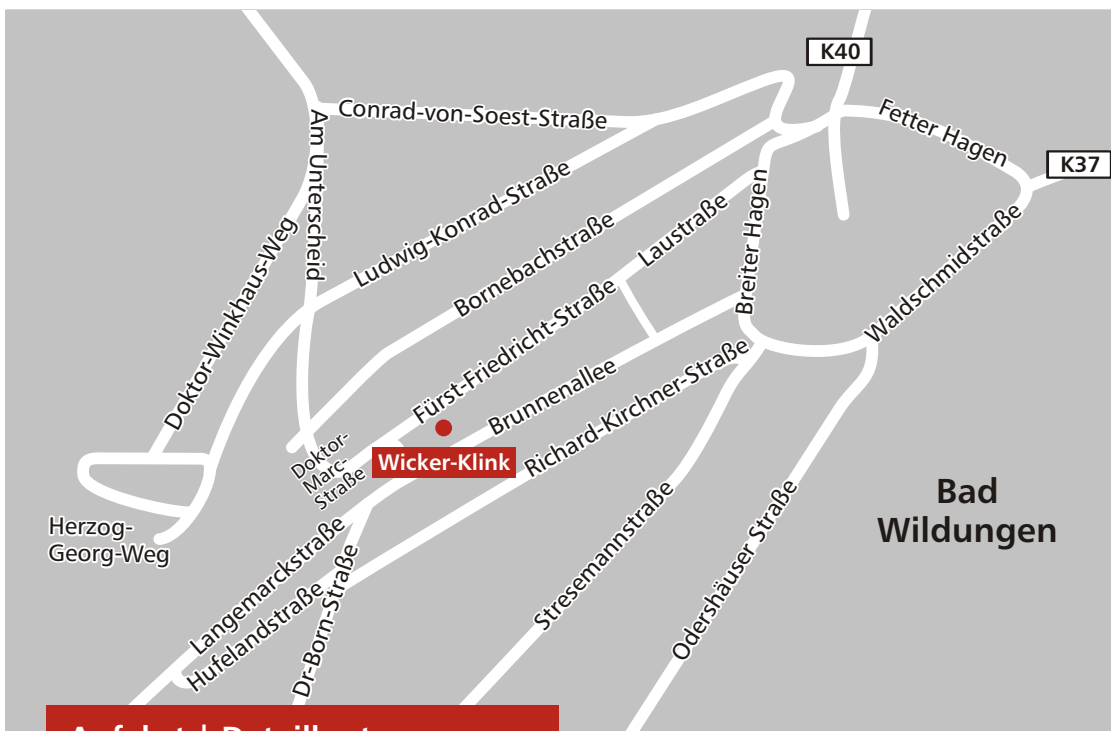 K40
Conrad-von-Soest-Straße
Fetter Hagen
K37
Am Unterscheid
Ludwig-Konrad-Straße
Doktor-Winkhaus-Weg
Bornebachstraße
Laustraße
Breiter Hagen
Waldschmidstraße
Fürst-Friedricht-Straße
Brunnenallee
Richard-Kirchner-Straße
Doktor-
Marc-
Straße
Wicker-Klink
Bad
Wildungen
Herzog-
Georg-Weg
Langemarckstraße
Hufelandstraße
Dr-Born-Straße
Stresemannstraße
Odershäuser Straße